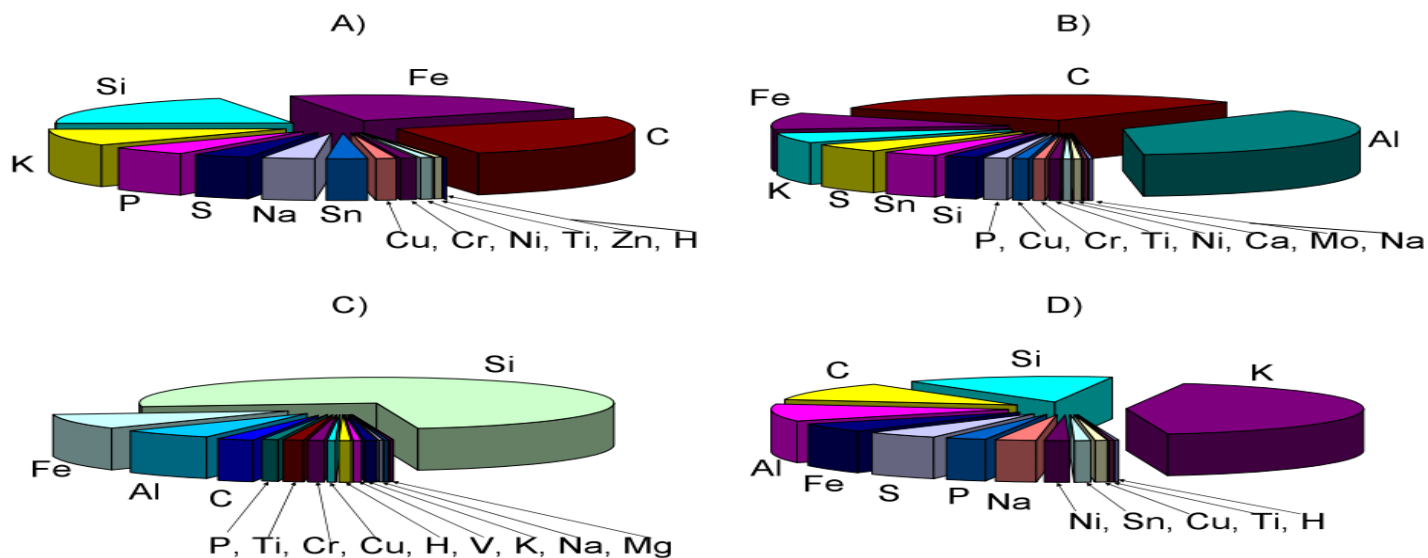 A)
Si
Fe
C
K
P
S
Na
Sn
Cu, Cr, Ni, Ti, Zn, H
B)
C
Fe
Al
K
S
Sn
Si
P, Cu, Cr, Ti, Ni, Ca, Mo, Na
C)
Si
Fe
Al
C
P, Ti, Cr, Cu, H, V, K, Na, Mg
D)
Si
C
K
Al
Fe
S
P
Na
Ni, Sn, Cu, Ti, H